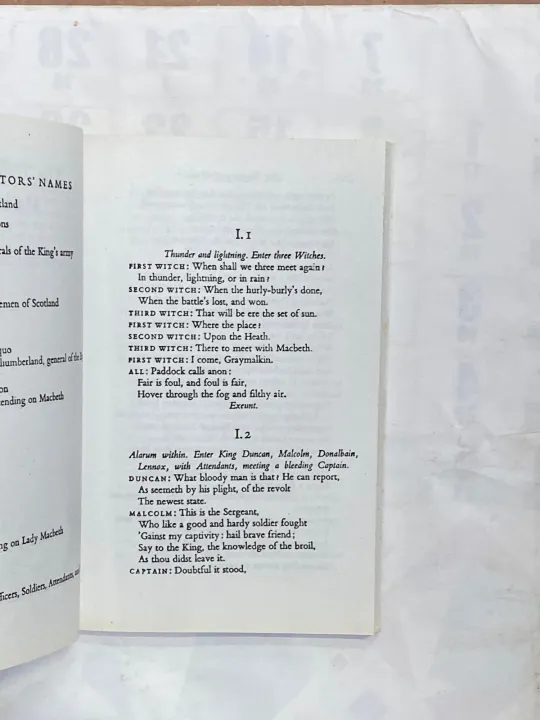 TORS' NAMES
tland
ns
als of the King's army
emen of Scotland
quo
humberland, general of the
on
ending on Macbeth
ng on Lady Macbeth
ficers, Soldiers, Attendants, and
I.1
Thunder and lightning. Enter three Witches.
FIRST WITCH: When shall we three meet again?
In thunder, lightning, or in rain?
SECOND WITCH: When the hurly-burly's done,
When the battle's lost, and won.
THIRD WITCH: That will be ere the set of sun.
FIRST WITCH: Where the place?
SECOND WITCH: Upon the Heath.
THIRD WITCH: There to meet with Macbeth.
FIRST WITCH: I come, Graymalkin.
ALL: Paddock calls anon:
Fair is foul, and foul is fair,
Hover through the fog and filthy air.
Exeunt.
I.2
Alarum within. Enter King Duncan, Malcolm, Donalbain,
Lennox, with Attendants, meeting a bleeding Captain.
DUNCAN: What bloody man is that? He can report,
As seemeth by his plight, of the revolt
The newest state.
MALCOLM: This is the Sergeant,
Who like a good and hardy soldier fought
'Gainst my captivity: hail brave friend;
Say to the King, the knowledge of the broil,
As thou didst leave it.
CAPTAIN: Doubtful it stood,